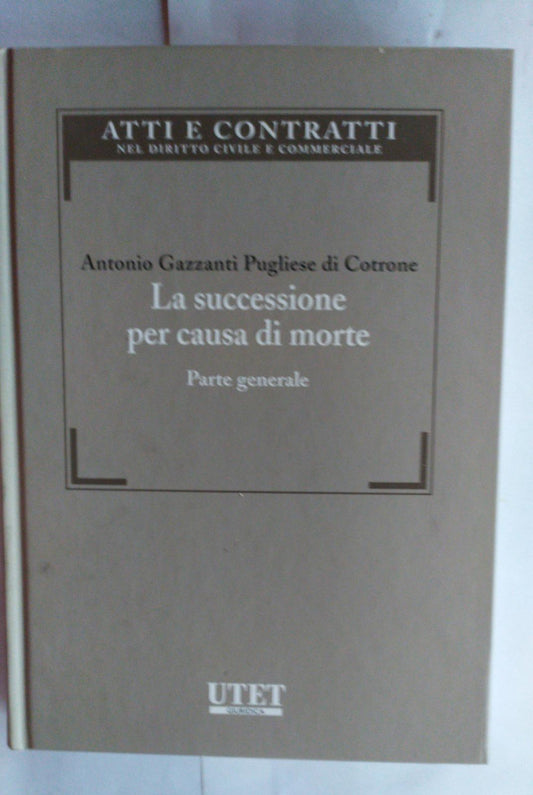 ATTI E CONTRATTI
NEL DIRITTO CIVILE E COMMERCIALE
Antonio Gazzanti Pugliese di Cotrone
La successione
per causa di morte
Parte generale
UTET
GIURIDICA